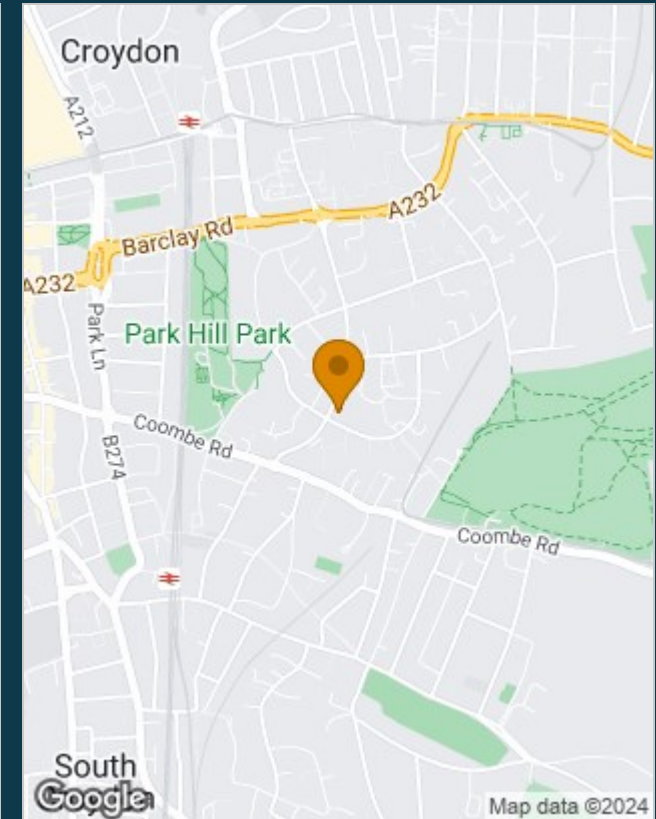 Croydon
A212
A232
Barclay Rd
A232
Park Ln
Park Hill Park
Coombe Rd
B274
Coombe Rd
South
Google
Map data ©2024